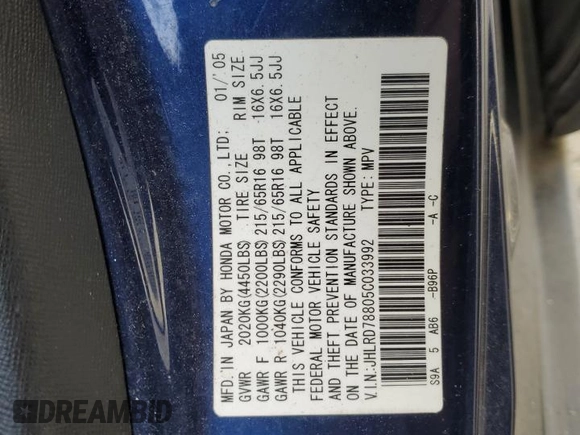 MFD. IN JAPAN BY HONDA MOTOR CO., LTD; 01/'05
GVWR 2020KG(4450LBS) TIRE SIZE RIM SIZE
GAWR F 1000KG(2200LBS) 215/65R16 98T 16X6.5JJ
GAWR R 1040KG(2290LBS) 215/65R16 98T 16X6.5JJ
THIS VEHICLE CONFORMS TO ALL APPLICABLE
FEDERAL MOTOR VEHICLE SAFETY
AND THEFT PREVENTION STANDARDS IN EFFECT
ON THE DATE OF MANUFACTURE SHOWN ABOVE.
V.I.N:JHLRD78805C033992 TYPE: MPV
S9A 5 AB6 -B96P -A -C
DREAMBID